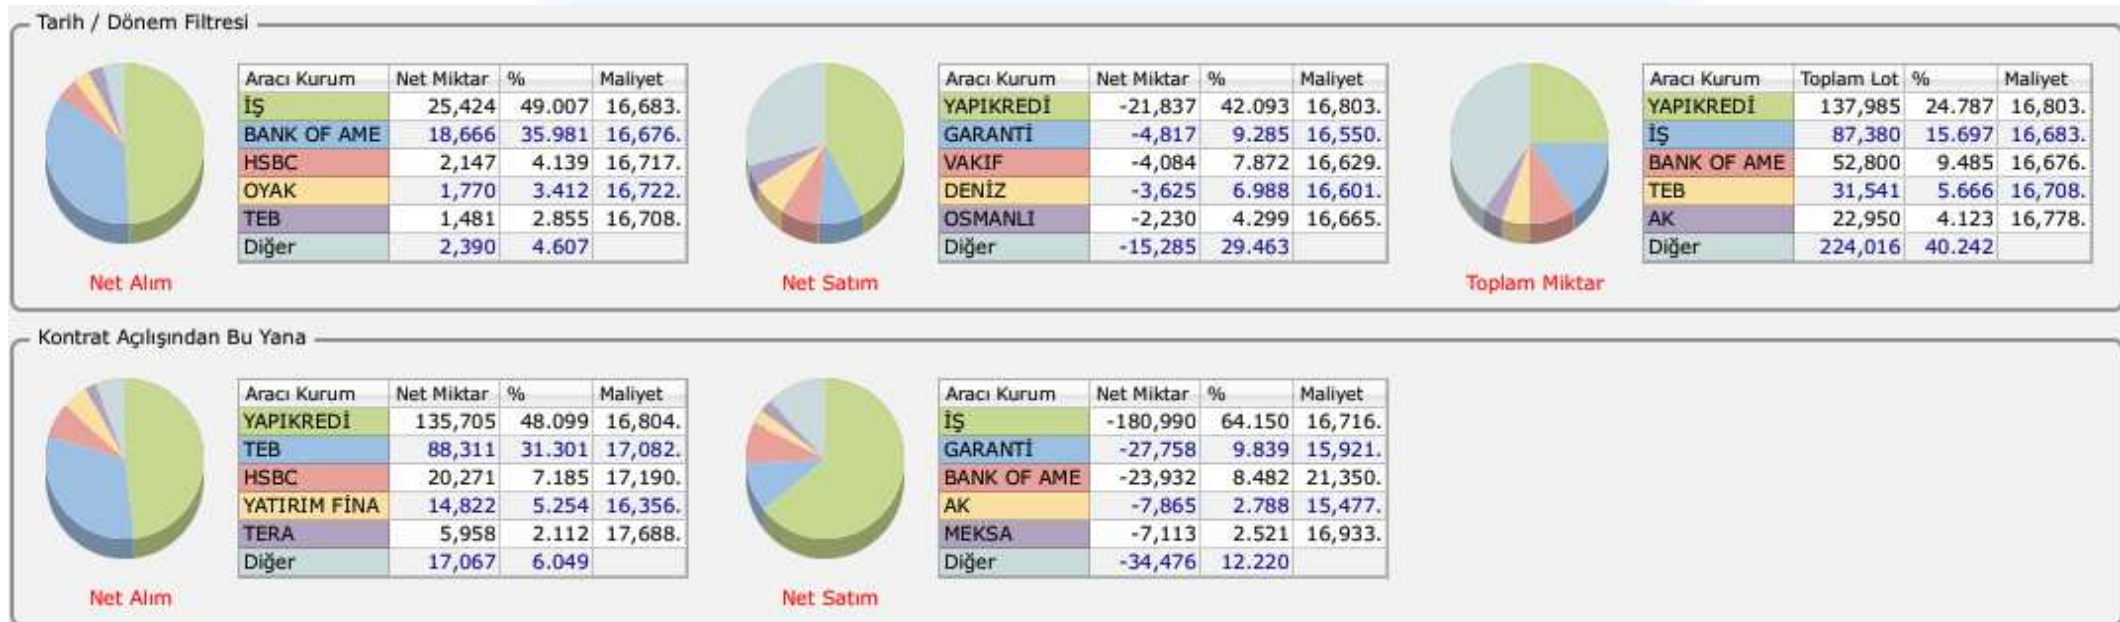 Tarih / Dönem Filtresi
Aracı Kurum Net Miktar % Maliyet
İŞ 25,424 49.007 16,683.
BANK OF AME 18,666 35.981 16,676.
HSBC 2,147 4.139 16,717.
OYAK 1,770 3.412 16,722.
TEB 1,481 2.855 16,708.
Diğer 2,390 4.607
Net Alım
Aracı Kurum Net Miktar % Maliyet
YAPIKREDİ -21,837 42.093 16,803.
GARANTİ -4,817 9.285 16,550.
VAKIF -4,084 7.872 16,629.
DENİZ -3,625 6.988 16,601.
OSMANLI -2,230 4.299 16,665.
Diğer -15,285 29.463
Net Satım
Aracı Kurum Toplam Lot % Maliyet
YAPIKREDİ 137,985 24.787 16,803.
İŞ 87,380 15.697 16,683.
BANK OF AME 52,800 9.485 16,676.
TEB 31,541 5.666 16,708.
AK 22,950 4.123 16,778.
Diğer 224,016 40.242
Toplam Miktar
Kontrat Açılışından Bu Yana
Aracı Kurum Net Miktar % Maliyet
YAPIKREDİ 135,705 48.099 16,804.
TEB 88,311 31.301 17,082.
HSBC 20,271 7.185 17,190.
YATIRIM FİNA 14,822 5.254 16,356.
TERA 5,958 2.112 17,688.
Diğer 17,067 6.049
Net Alım
Aracı Kurum Net Miktar % Maliyet
İŞ -180,990 64.150 16,716.
GARANTİ -27,758 9.839 15,921.
BANK OF AME -23,932 8.482 21,350.
AK -7,865 2.788 15,477.
MEKSA -7,113 2.521 16,933.
Diğer -34,476 12.220
Net Satım